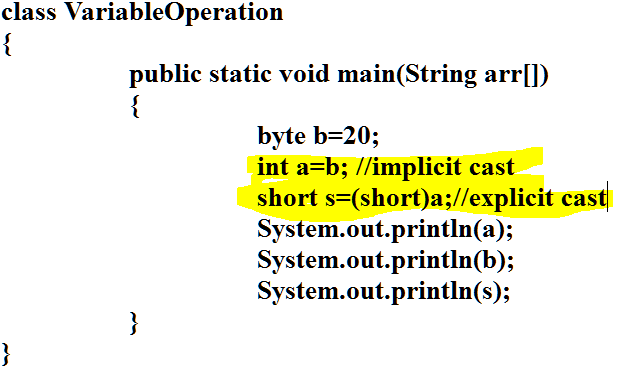 class VariableOperation
{
public static void main(String arr[])
{
byte b=20;
int a=b; //implicit cast
short s=(short)a;//explicit cast
System.out.println(a);
System.out.println(b);
System.out.println(s);
}
}